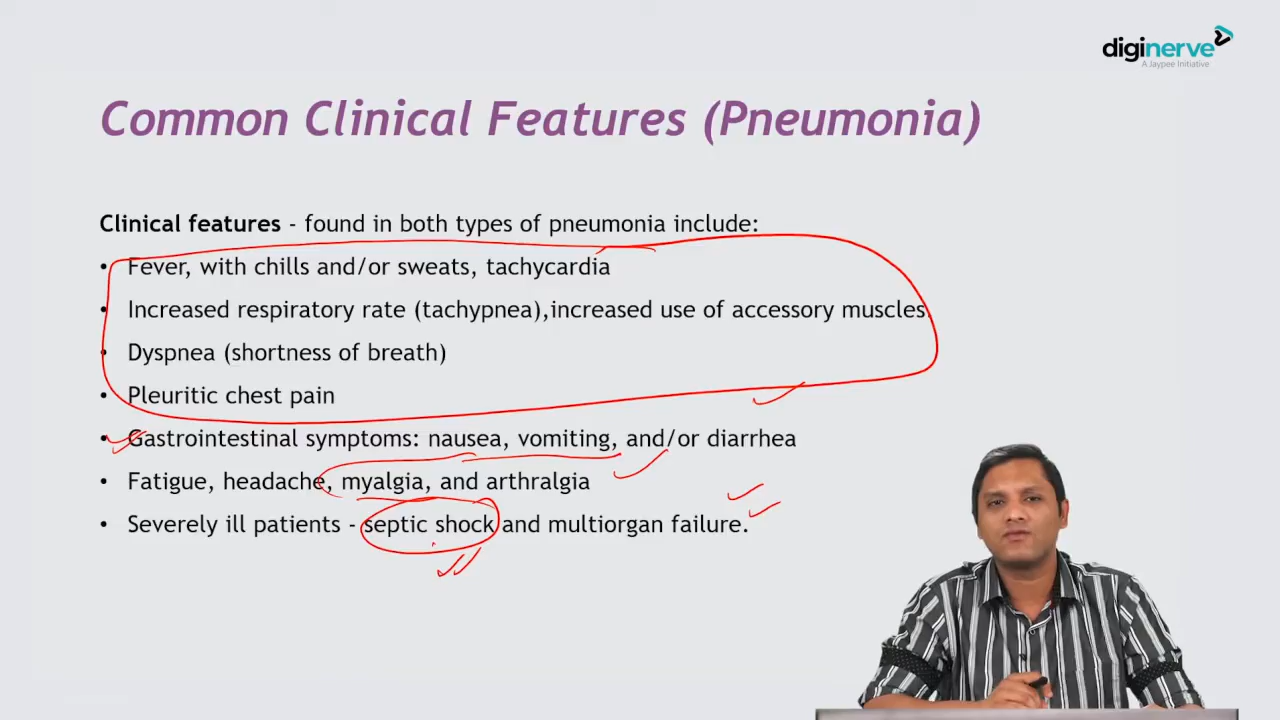 diginerve
A Jaypee Initiative
Common Clinical Features (Pneumonia)
Clinical features - found in both types of pneumonia include:
• Fever, with chills and/or sweats, tachycardia
• Increased respiratory rate (tachypnea),increased use of accessory muscles.
• Dyspnea (shortness of breath)
• Pleuritic chest pain
• Gastrointestinal symptoms: nausea, vomiting, and/or diarrhea
• Fatigue, headache, myalgia, and arthralgia
• Severely ill patients - septic shock and multiorgan failure.